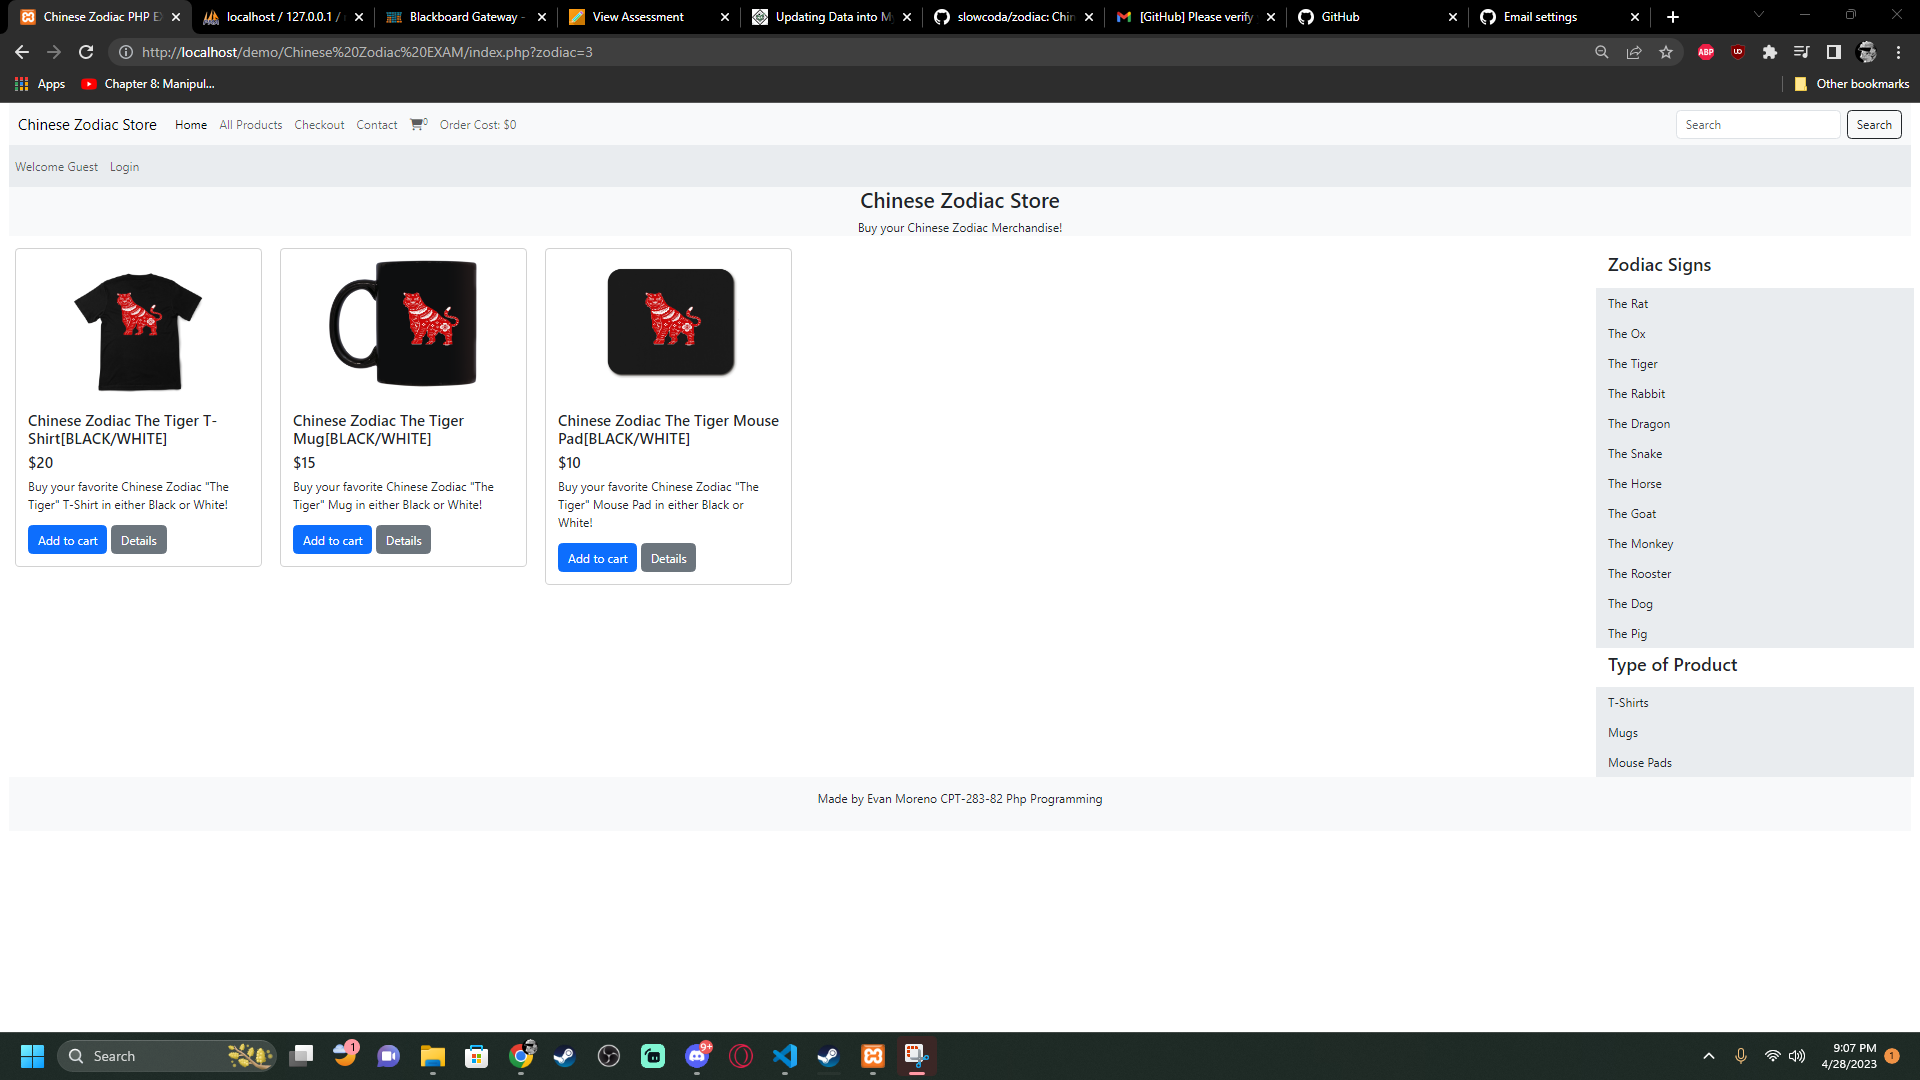 Chinese Zodiac PHP EX
localhost / 127.0.0.1 /
Blackboard Gateway -
View Assessment
Updating Data into M
slowcoda/zodiac: Chin
[GitHub] Please verify
GitHub
Email settings
http://localhost/demo/Chinese%20Zodiac%20EXAM/index.php?zodiac=3
ABP
Apps
Chapter 8: Manipul...
Other bookmarks
Chinese Zodiac Store
Home
All Products
Checkout
Contact
0
Order Cost: $0
Search
Search
Welcome Guest
Login
Chinese Zodiac Store
Buy your Chinese Zodiac Merchandise!
Chinese Zodiac The Tiger T-
Shirt[BLACK/WHITE]
$20
Buy your favorite Chinese Zodiac "The
Tiger" T-Shirt in either Black or White!
Add to cart
Details
Chinese Zodiac The Tiger
Mug[BLACK/WHITE]
$15
Buy your favorite Chinese Zodiac "The
Tiger" Mug in either Black or White!
Add to cart
Details
Chinese Zodiac The Tiger Mouse
Pad[BLACK/WHITE]
$10
Buy your favorite Chinese Zodiac "The
Tiger" Mouse Pad in either Black or
White!
Add to cart
Details
Zodiac Signs
The Rat
The Ox
The Tiger
The Rabbit
The Dragon
The Snake
The Horse
The Goat
The Monkey
The Rooster
The Dog
The Pig
Type of Product
T-Shirts
Mugs
Mouse Pads
Made by Evan Moreno CPT-283-82 Php Programming
Search
1
9+
9:07 PM
4/28/2023
1